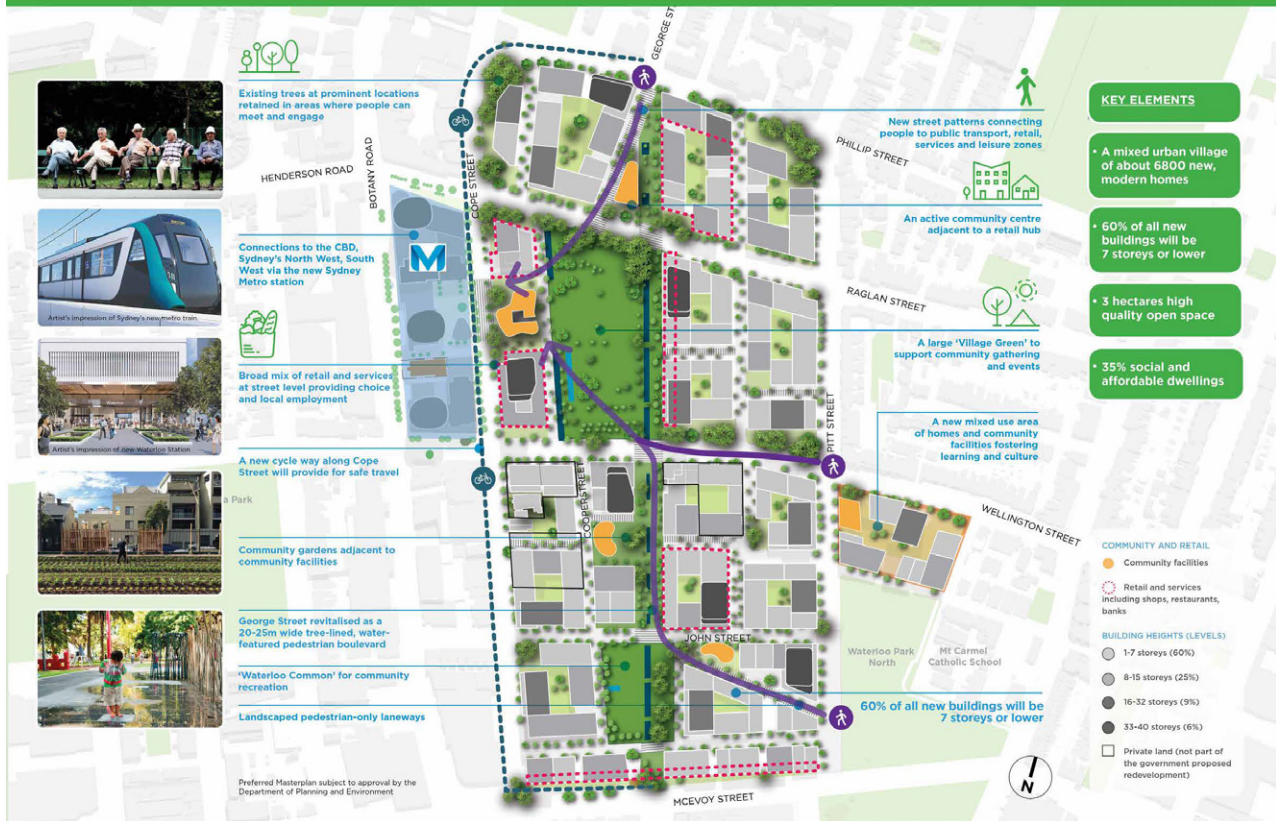 GEORGE ST
Existing trees at prominent locations
retained in areas where people can
meet and engage
HENDERSON ROAD
BOTANY ROAD
COPE STREET
Connections to the CBD,
Sydney's North West, South
West via the new Sydney
Metro station
M
Artist's impression of Sydney's new metro train
Broad mix of retail and services
at street level providing choice
and local employment
Artist's impression of new Waterloo Station
A new cycle way along Cope
Street will provide for safe travel
a Park
Community gardens adjacent to
community facilities
George Street revitalised as a
20-25m wide tree-lined, water-
featured pedestrian boulevard
'Waterloo Common' for community
recreation
Landscaped pedestrian-only laneways
Preferred Masterplan subject to approval by the
Department of Planning and Environment
COOPER STREET
JOHN STREET
MCEVOY STREET
New street patterns connecting
people to public transport, retail,
services and leisure zones
PHILLIP STREET
An active community centre
adjacent to a retail hub
RAGLAN STREET
A large 'Village Green' to
support community gathering
and events
PITT STREET
A new mixed use area
of homes and community
facilities fostering
learning and culture
WELLINGTON STREET
Waterloo Park
North
Mt Carmel
Catholic School
60% of all new buildings will be
7 storeys or lower
N
KEY ELEMENTS
• A mixed urban village
of about 6800 new,
modern homes
• 60% of all new
buildings will be
7 storeys or lower
• 3 hectares high
quality open space
• 35% social and
affordable dwellings
COMMUNITY AND RETAIL
Community facilities
Retail and services
including shops, restaurants,
banks
BUILDING HEIGHTS (LEVELS)
1-7 storeys (60%)
8-15 storeys (25%)
16-32 storeys (9%)
33-40 storeys (6%)
Private land (not part of
the government proposed
redevelopment)